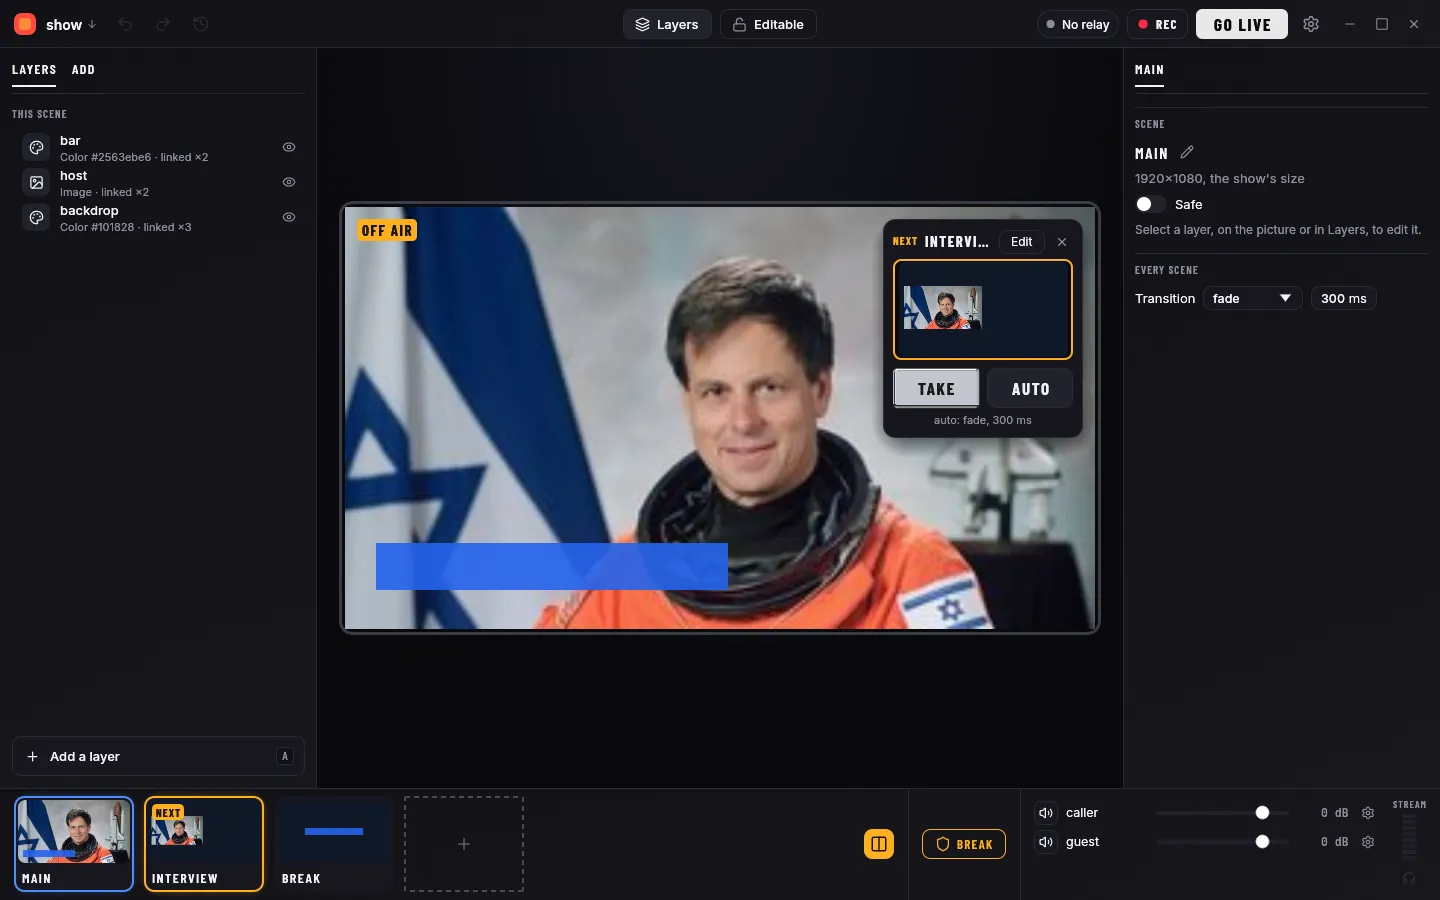 show
Layers
Editable
No relay
REC
GO LIVE
LAYERS ADD
THIS SCENE
bar
Color #2563ebe6 · linked ×2
host
Image · linked ×2
backdrop
Color #101828 · linked ×3
Add a layer
A
OFF AIR
NEXT INTERVI... Edit
TAKE AUTO
auto: fade, 300 ms
MAIN
SCENE
MAIN
1920×1080, the show's size
Safe
Select a layer, on the picture or in Layers, to edit it.
EVERY SCENE
Transition fade 300 ms
MAIN
NEXT
INTERVIEW
BREAK
BREAK
caller 0 dB
guest 0 dB
STREAM